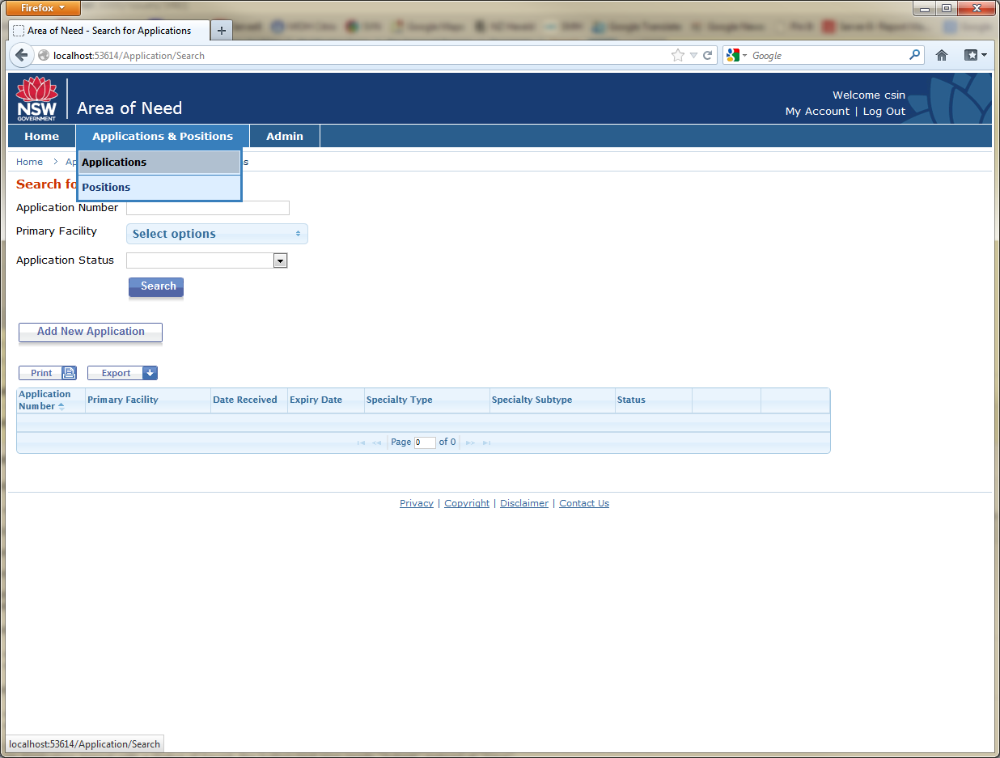 Firefox
Area of Need - Search for Applications
localhost:53614/Application/Search
Google
NSW
GOVERNMENT
Area of Need
Welcome csin
My Account | Log Out
Home
Applications & Positions
Admin
Home > Ap
s
Applications
Positions
Search fo
Application Number
Primary Facility
Select options
Application Status
Search
Add New Application
Print
Export
Application Number
Primary Facility
Date Received
Expiry Date
Specialty Type
Specialty Subtype
Status
Page 0 of 0
Privacy | Copyright | Disclaimer | Contact Us
localhost:53614/Application/Search